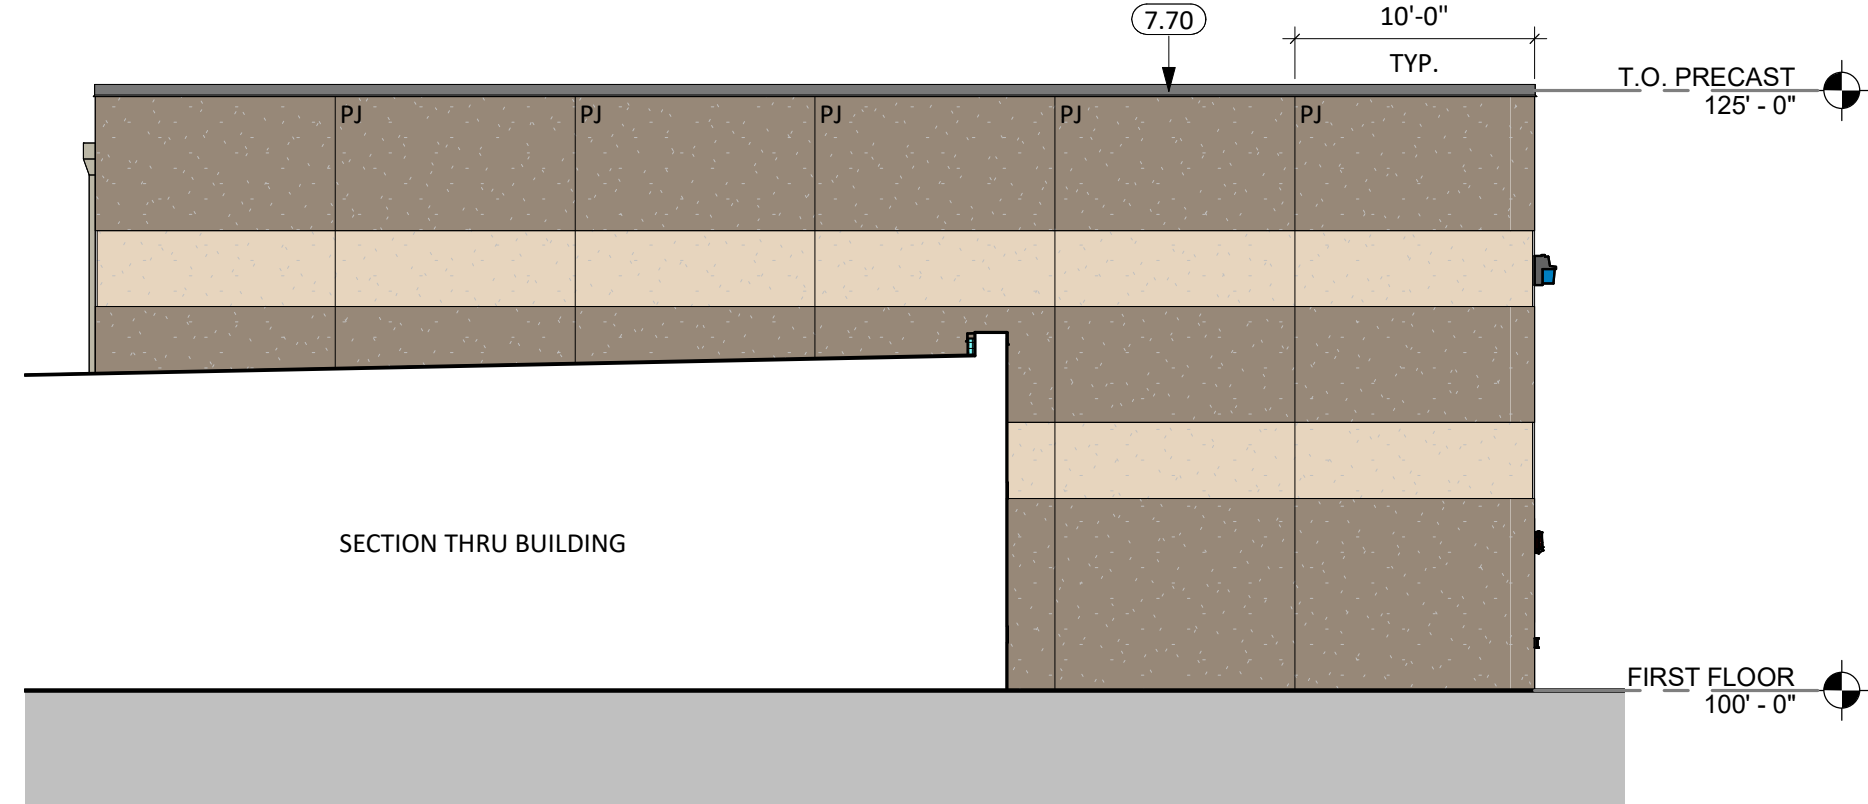 7.70
10'-0"
TYP.
T.O. PRECAST
125' - 0"
PJ PJ PJ PJ PJ
SECTION THRU BUILDING
FIRST FLOOR
100' - 0"